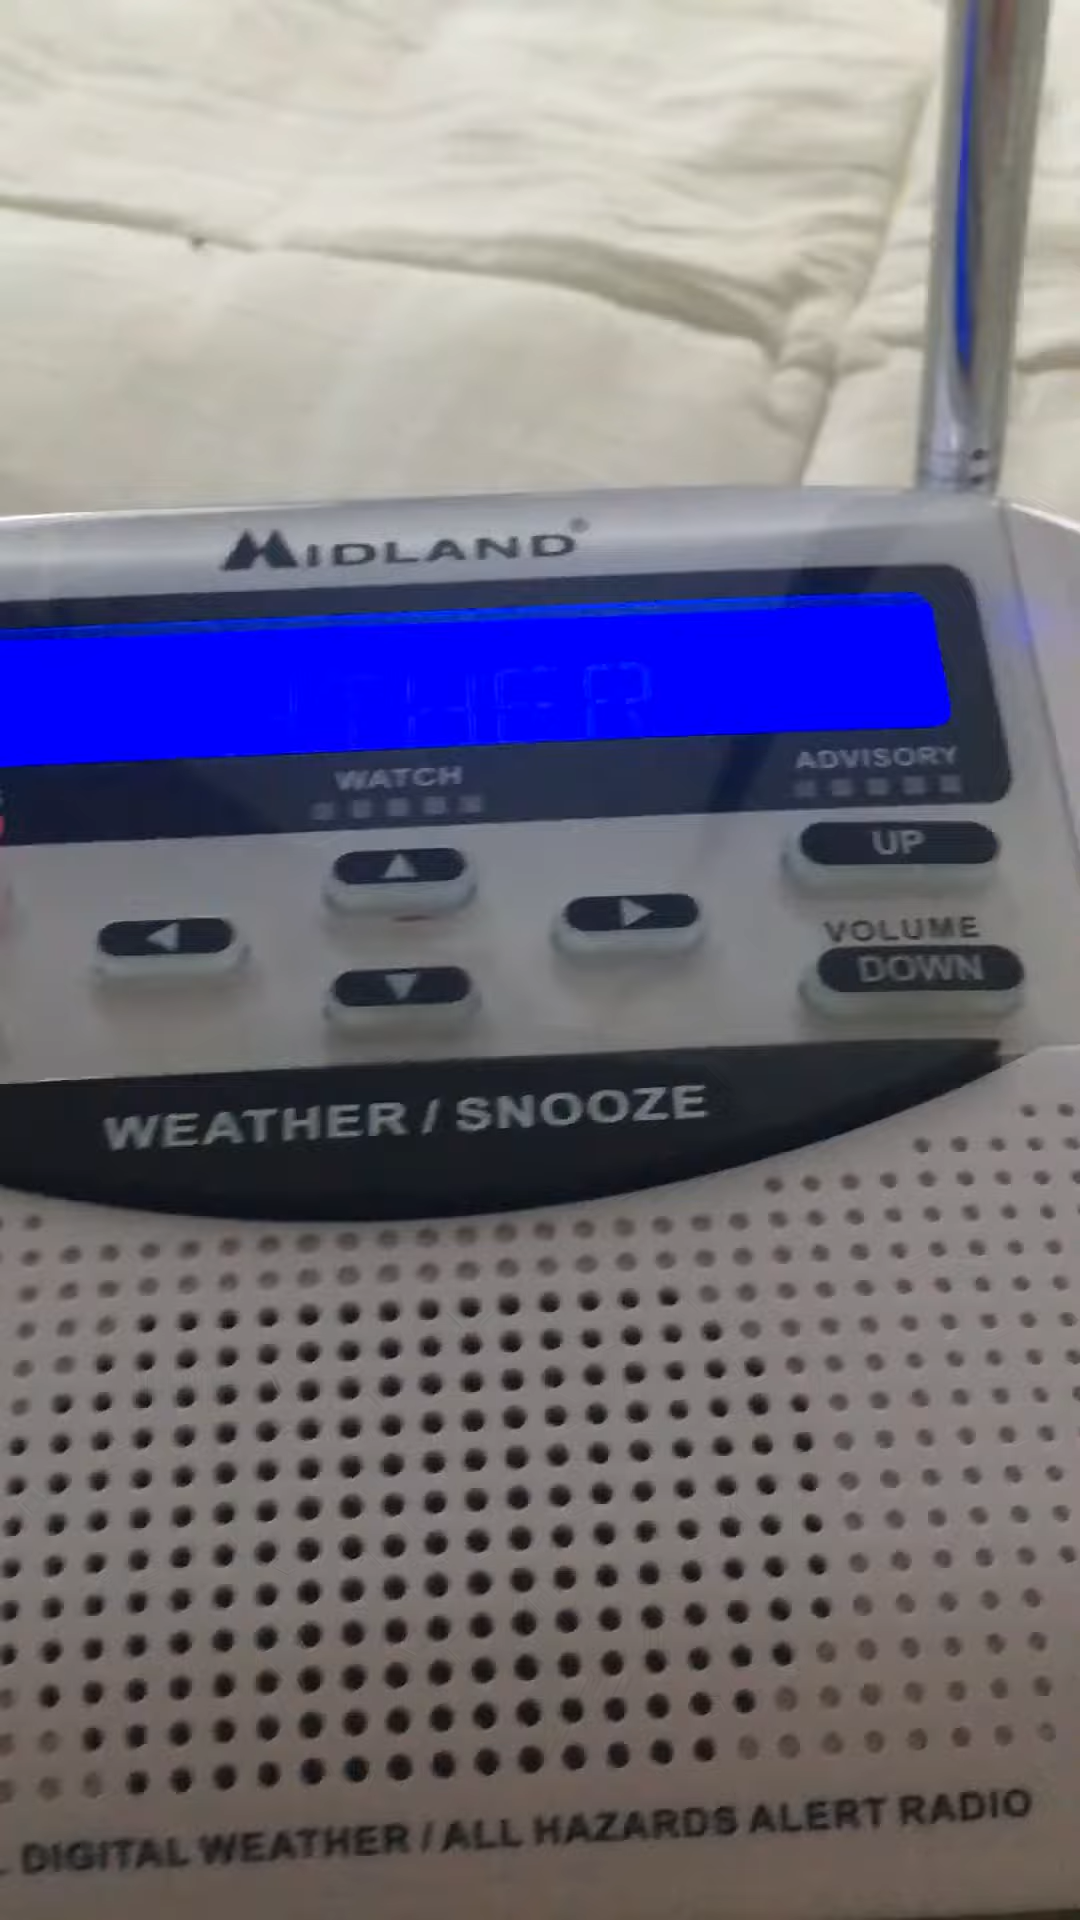 MIDLAND®
WATCH
ADVISORY
UP
VOLUME
DOWN
WEATHER / SNOOZE
DIGITAL WEATHER / ALL HAZARDS ALERT RADIO